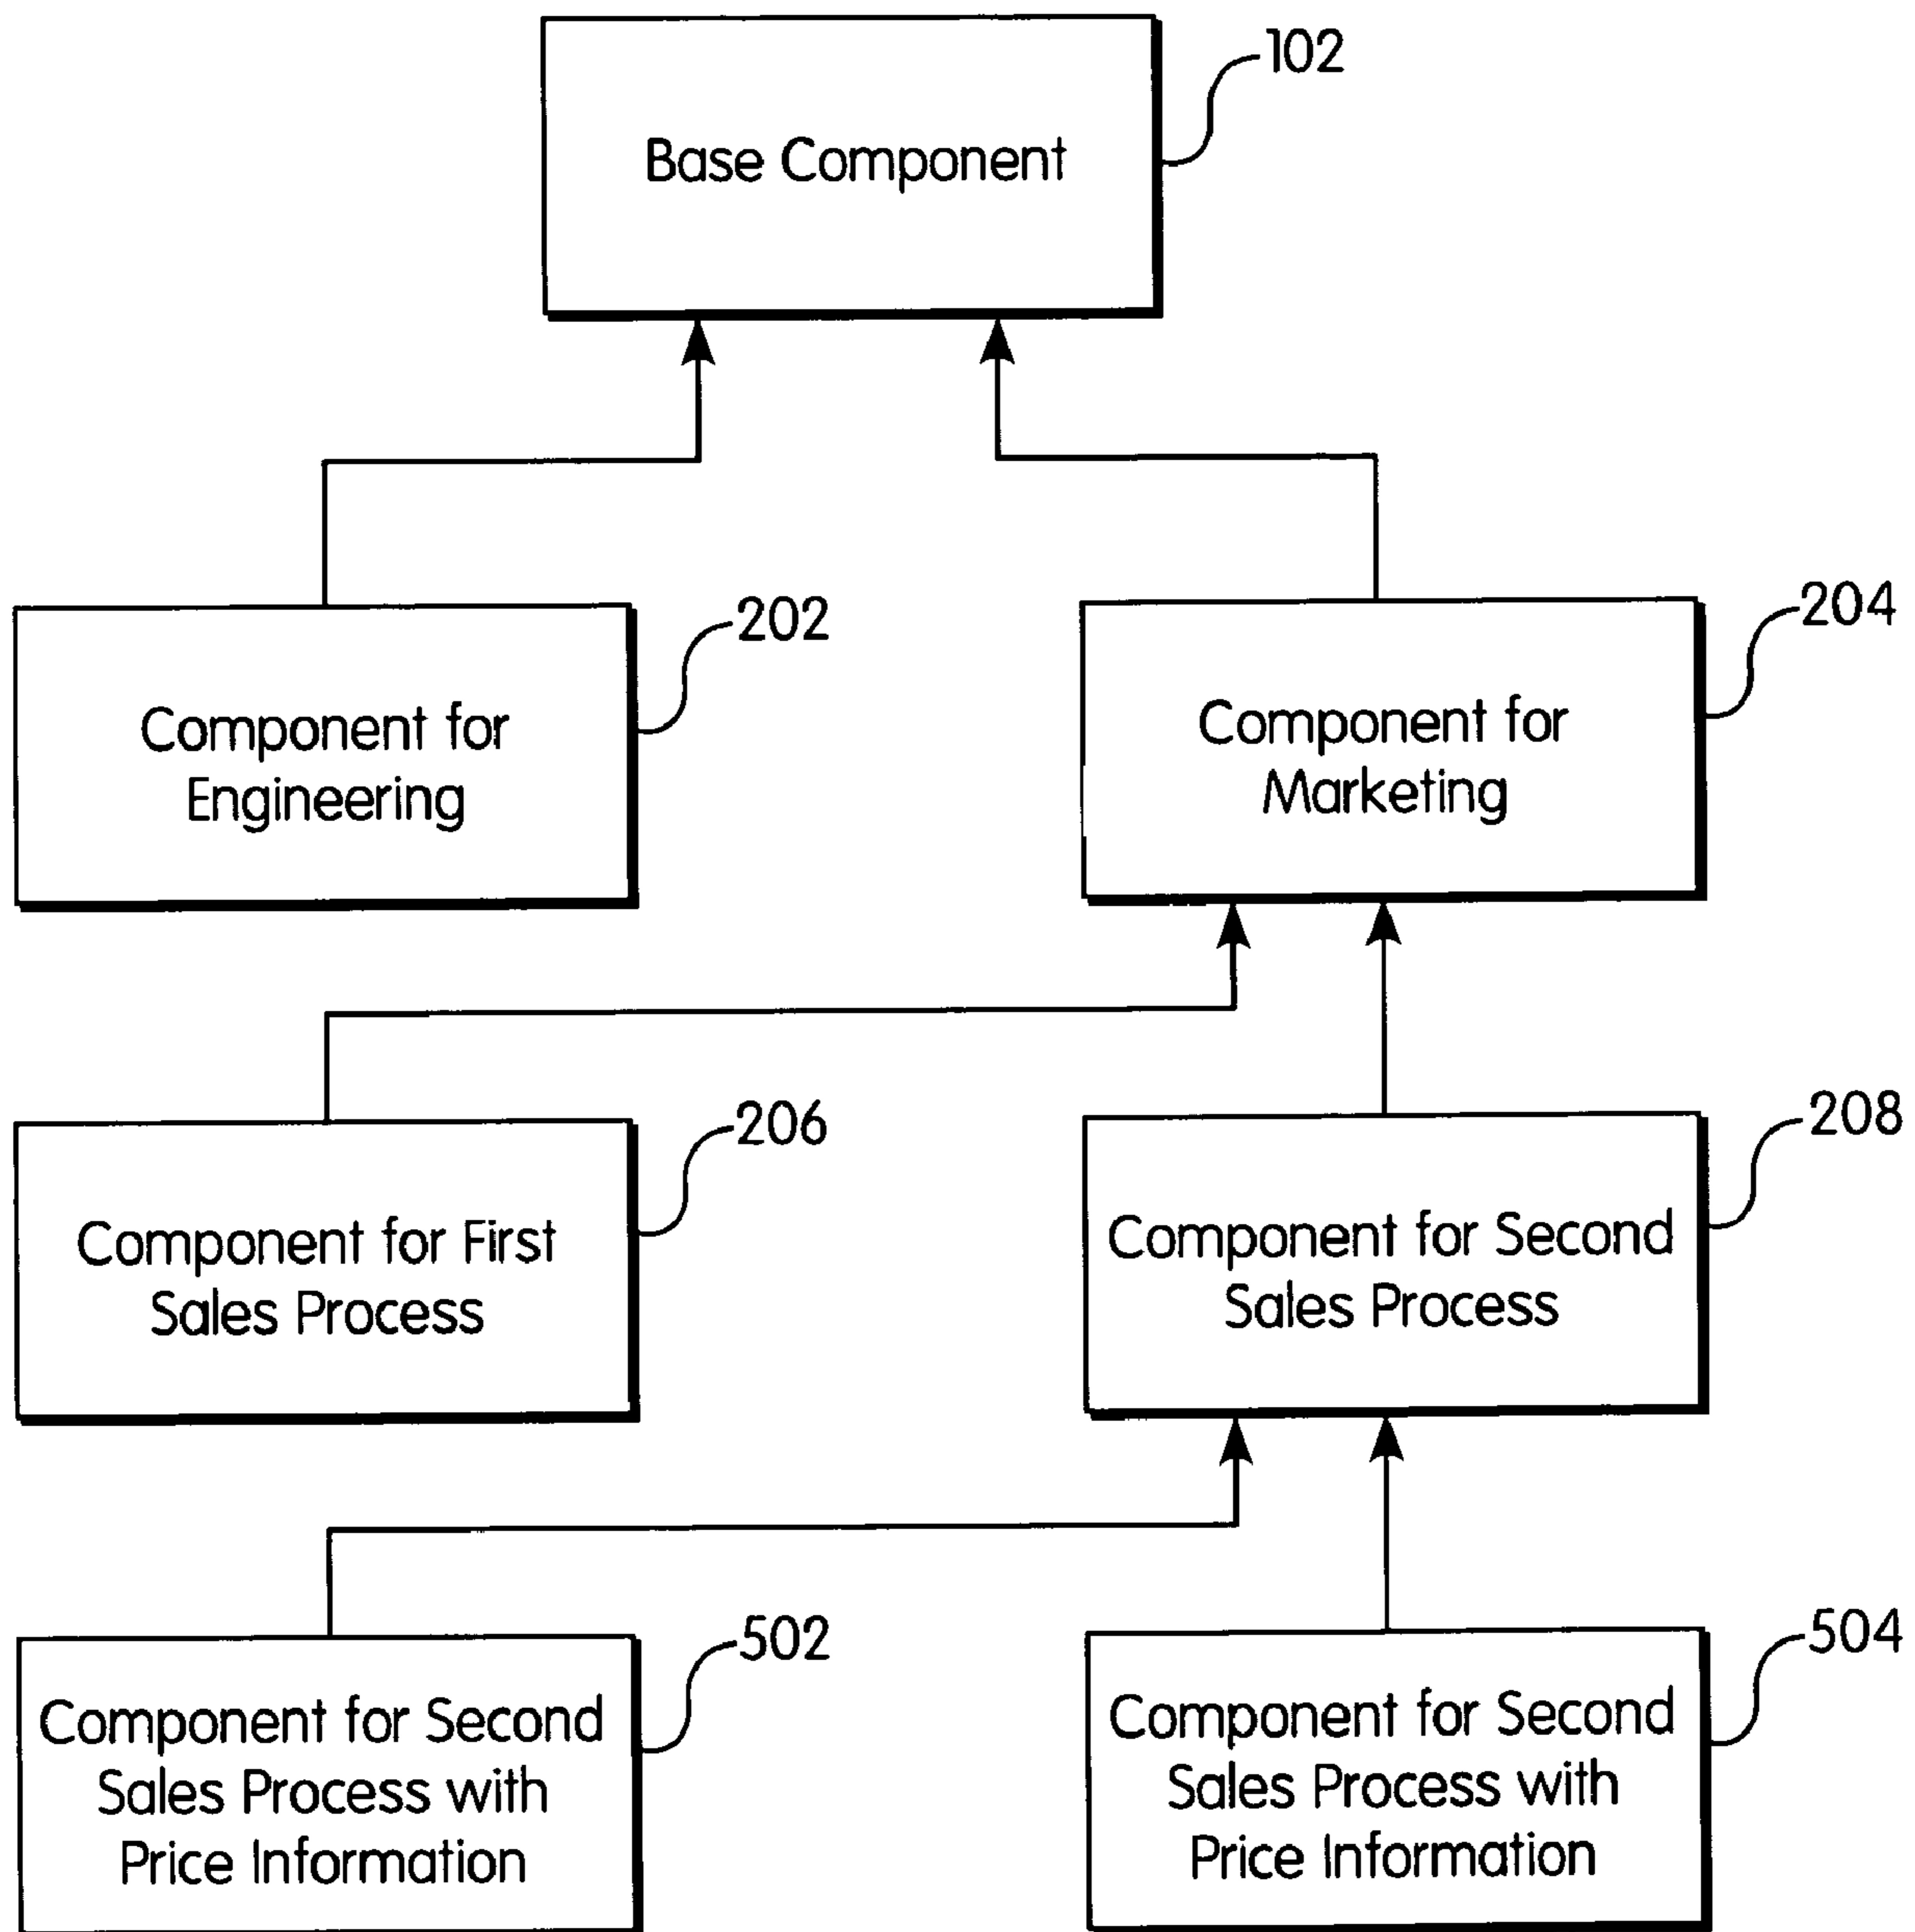 102
Base Component
202
204
Component for
Engineering
Component for
Marketing
206
208
Component for First
Sales Process
Component for Second
Sales Process
502
504
Component for Second
Sales Process with
Price Information
Component for Second
Sales Process with
Price Information